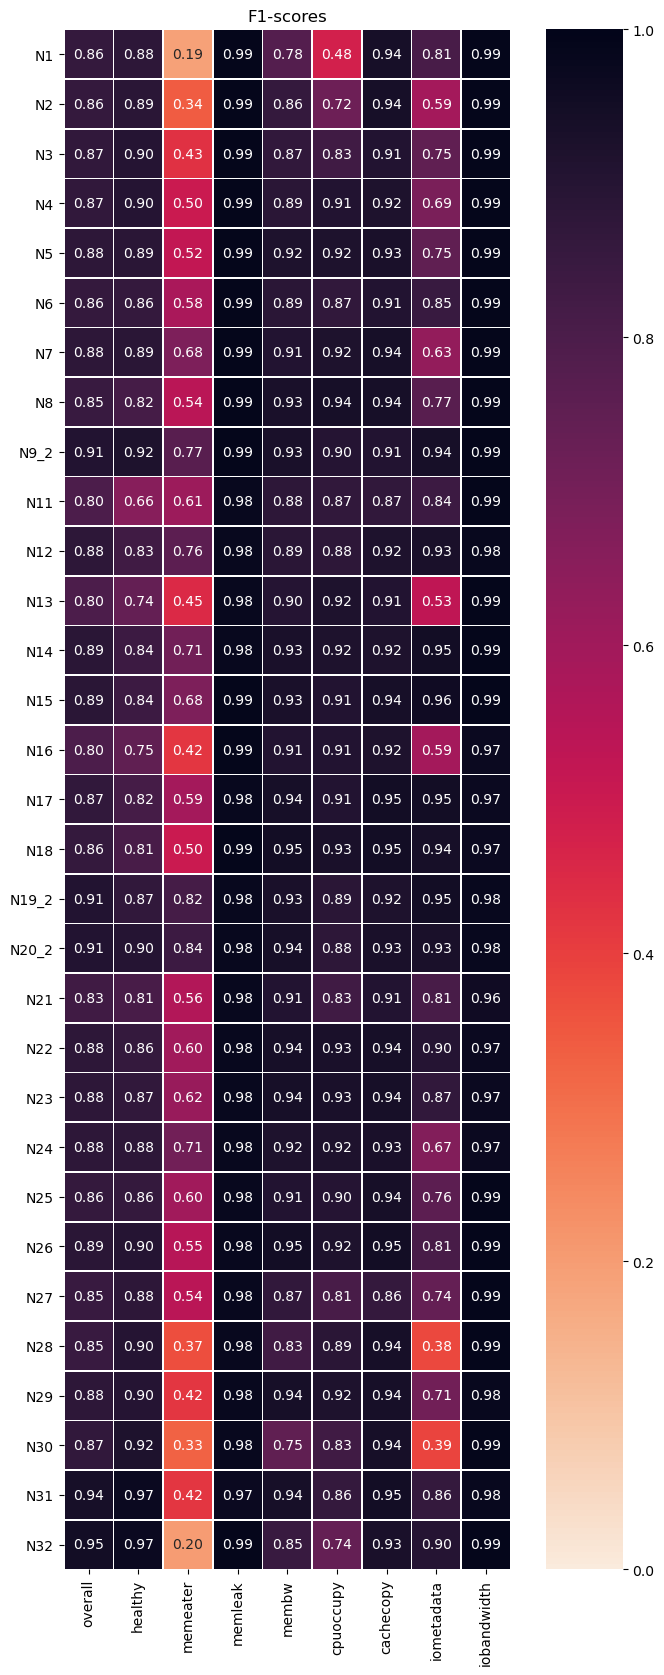 F1-scores
N1 0.86 0.88 0.19 0.99 0.78 0.48 0.94 0.81 0.99
N2 0.86 0.89 0.34 0.99 0.86 0.72 0.94 0.59 0.99
N3 0.87 0.90 0.43 0.99 0.87 0.83 0.91 0.75 0.99
N4 0.87 0.90 0.50 0.99 0.89 0.91 0.92 0.69 0.99
N5 0.88 0.89 0.52 0.99 0.92 0.92 0.93 0.75 0.99
N6 0.86 0.86 0.58 0.99 0.89 0.87 0.91 0.85 0.99
N7 0.88 0.89 0.68 0.99 0.91 0.92 0.94 0.63 0.99
N8 0.85 0.82 0.54 0.99 0.93 0.94 0.94 0.77 0.99
N9_2 0.91 0.92 0.77 0.99 0.93 0.90 0.91 0.94 0.99
N11 0.80 0.66 0.61 0.98 0.88 0.87 0.87 0.84 0.99
N12 0.88 0.83 0.76 0.98 0.89 0.88 0.92 0.93 0.98
N13 0.80 0.74 0.45 0.98 0.90 0.92 0.91 0.53 0.99
N14 0.89 0.84 0.71 0.98 0.93 0.92 0.92 0.95 0.99
N15 0.89 0.84 0.68 0.99 0.93 0.91 0.94 0.96 0.99
N16 0.80 0.75 0.42 0.99 0.91 0.91 0.92 0.59 0.97
N17 0.87 0.82 0.59 0.98 0.94 0.91 0.95 0.95 0.97
N18 0.86 0.81 0.50 0.99 0.95 0.93 0.95 0.94 0.97
N19_2 0.91 0.87 0.82 0.98 0.93 0.89 0.92 0.95 0.98
N20_2 0.91 0.90 0.84 0.98 0.94 0.88 0.93 0.93 0.98
N21 0.83 0.81 0.56 0.98 0.91 0.83 0.91 0.81 0.96
N22 0.88 0.86 0.60 0.98 0.94 0.93 0.94 0.90 0.97
N23 0.88 0.87 0.62 0.98 0.94 0.93 0.94 0.87 0.97
N24 0.88 0.88 0.71 0.98 0.92 0.92 0.93 0.67 0.97
N25 0.86 0.86 0.60 0.98 0.91 0.90 0.94 0.76 0.99
N26 0.89 0.90 0.55 0.98 0.95 0.92 0.95 0.81 0.99
N27 0.85 0.88 0.54 0.98 0.87 0.81 0.86 0.74 0.99
N28 0.85 0.90 0.37 0.98 0.83 0.89 0.94 0.38 0.99
N29 0.88 0.90 0.42 0.98 0.94 0.92 0.94 0.71 0.98
N30 0.87 0.92 0.33 0.98 0.75 0.83 0.94 0.39 0.99
N31 0.94 0.97 0.42 0.97 0.94 0.86 0.95 0.86 0.98
N32 0.95 0.97 0.20 0.99 0.85 0.74 0.93 0.90 0.99
overall
healthy
memeater
memleak
membw
cpuoccupy
cachecopy
iometadata
iobandwidth
1.0
0.8
0.6
0.4
0.2
0.0